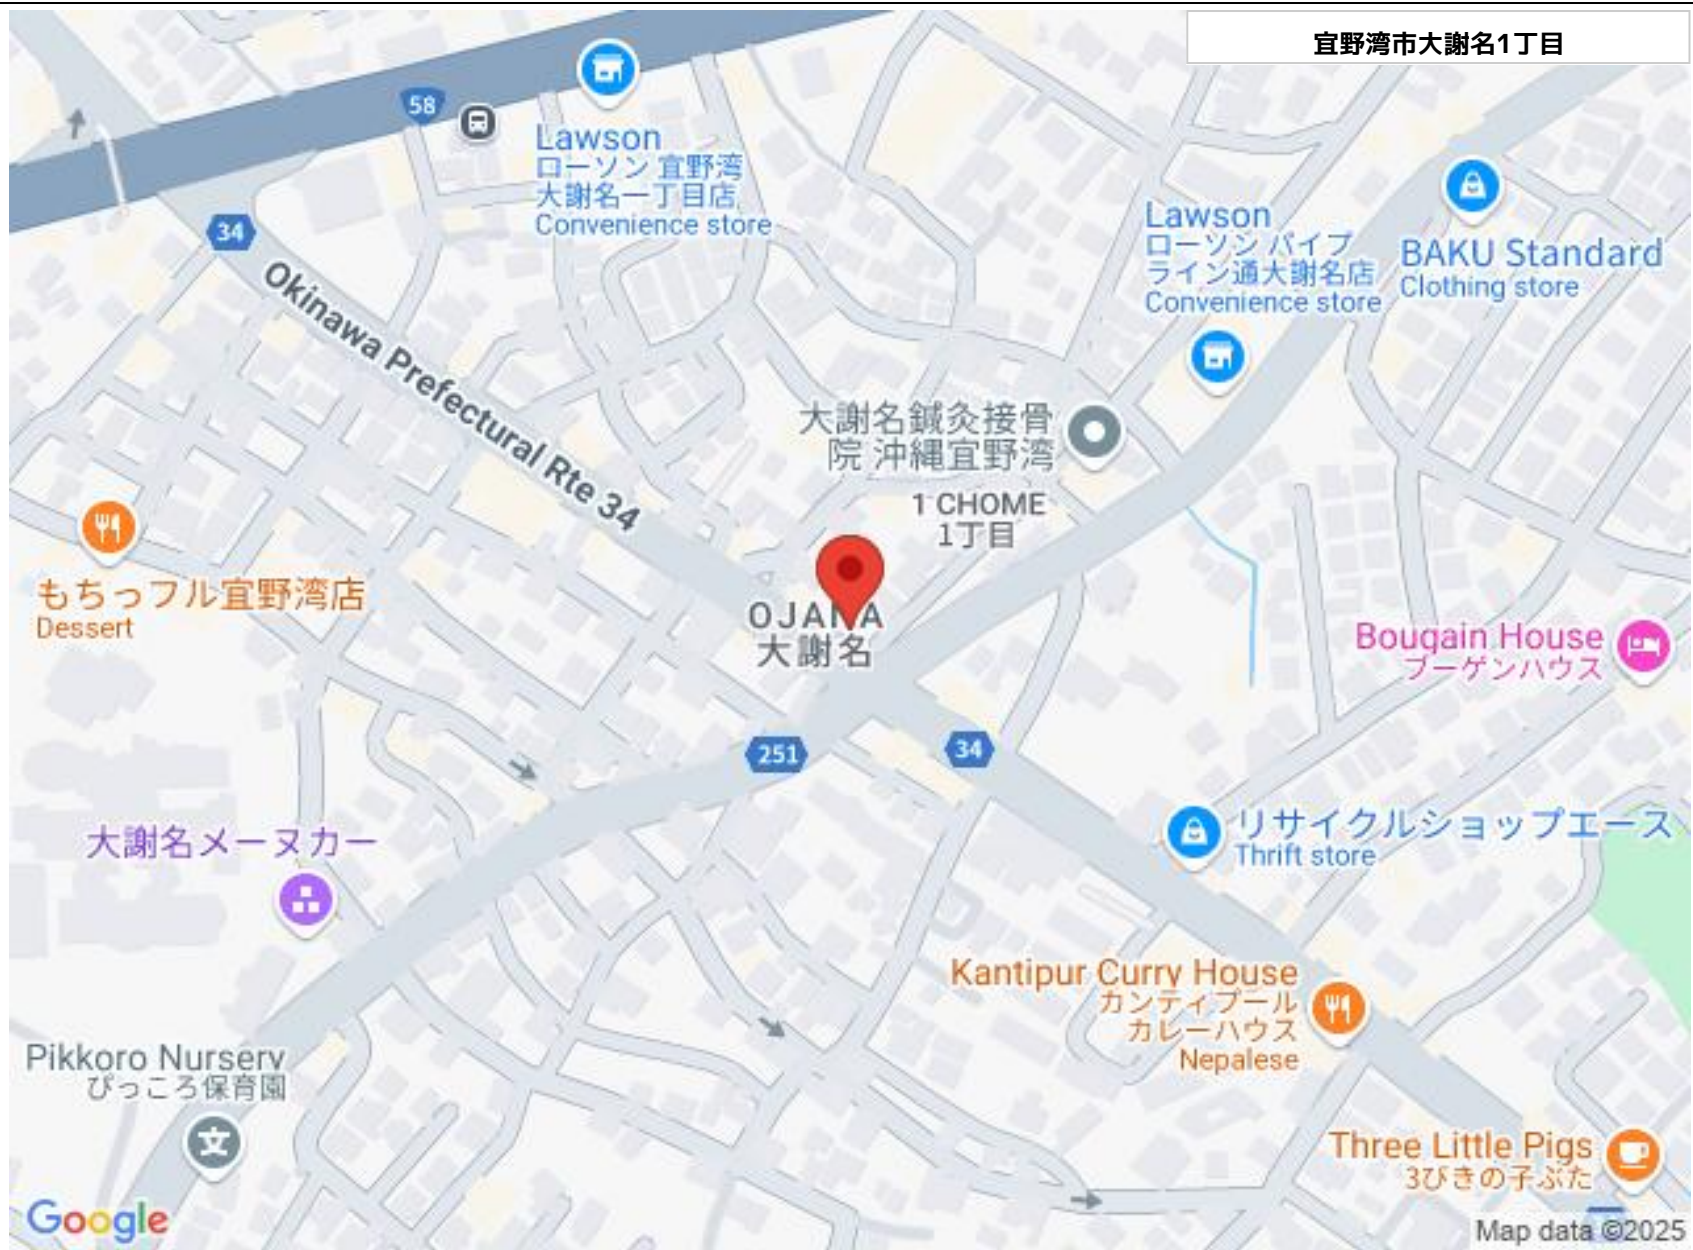 宜野湾市大謝名1丁目
58
Lawson
ローソン 宜野湾
大謝名一丁目店
Convenience store
34
Okinawa Prefectural Rte 34
Lawson
ローソン パイプ
ライン通大謝名店
Convenience store
BAKU Standard
Clothing store
大謝名鍼灸接骨
院 沖縄宜野湾
1 CHOME
1丁目
もちっフル宜野湾店
Dessert
OJANA
大謝名
Bougain House
ブーゲンハウス
251
34
大謝名メーヌカー
リサイクルショップエース
Thrift store
Kantipur Curry House
カンティプール
カレーハウス
Nepalese
Pikkoro Nursery
ぴっころ保育園
文
Three Little Pigs
3びきの子ぶた
Google
Map data ©2025